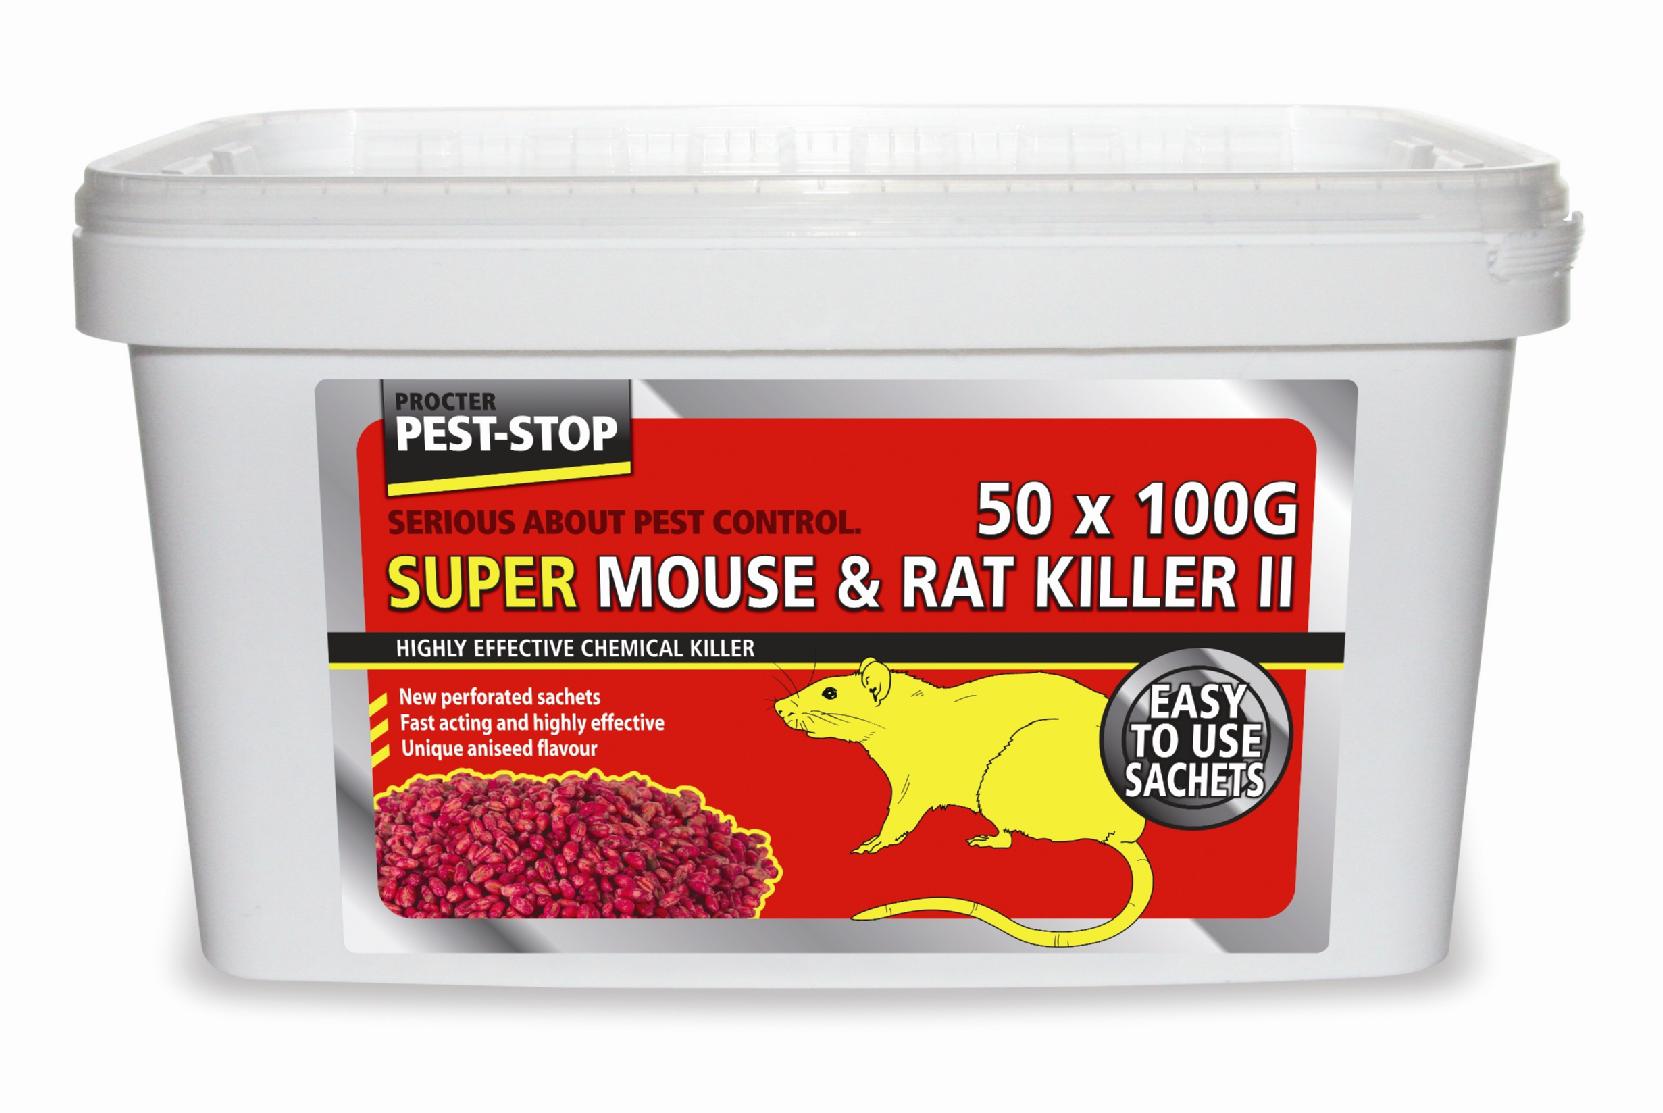 PROCTER
PEST-STOP
SERIOUS ABOUT PEST CONTROL.
50 x 100G
SUPER MOUSE & RAT KILLER II
HIGHLY EFFECTIVE CHEMICAL KILLER
New perforated sachets
Fast acting and highly effective
Unique aniseed flavour
EASY
TO USE
SACHETS